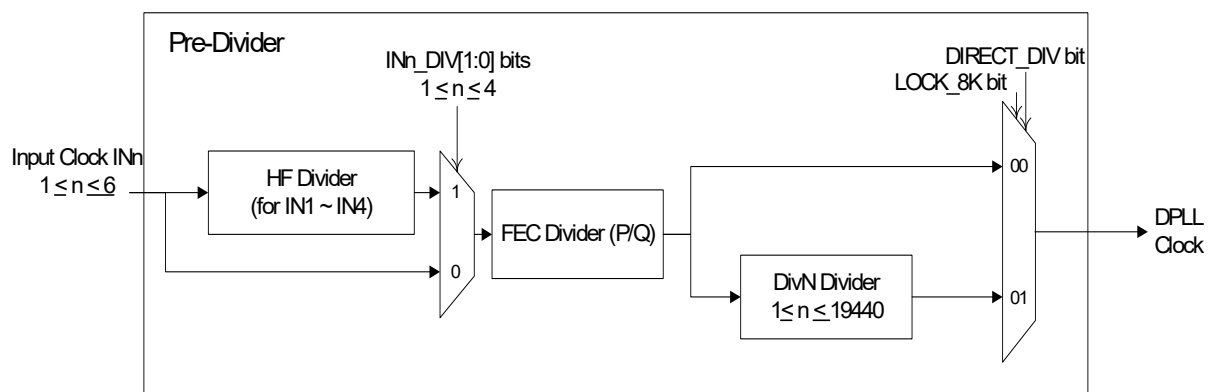 Pre-Divider
INn_DIV[1:0] bits
1 ≤ n ≤ 4
DIRECT_DIV bit
LOCK_8K bit
Input Clock INn
1 ≤ n ≤ 6
HF Divider
(for IN1 ~ IN4)
1
0
FEC Divider (P/Q)
00
DivN Divider
1≤ n ≤ 19440
01
DPLL
Clock